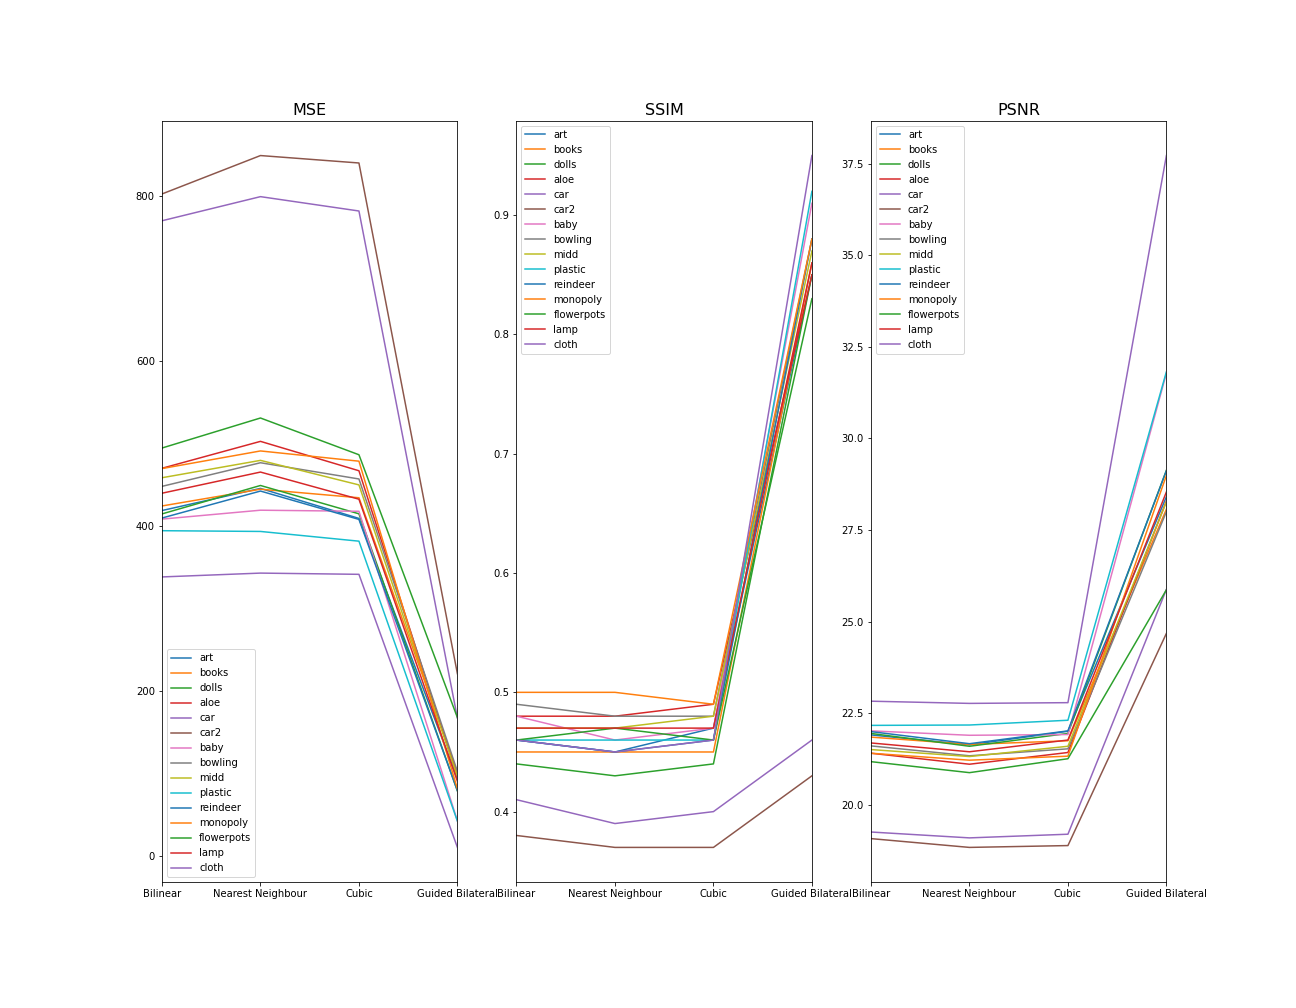 MSE
800
600
400
200
0
art
books
dolls
aloe
car
car2
baby
bowling
midd
plastic
reindeer
monopoly
flowerpots
lamp
cloth
Bilinear Nearest Neighbour Cubic Guided Bilateral
SSIM
0.9
0.8
0.7
0.6
0.5
0.4
art
books
dolls
aloe
car
car2
baby
bowling
midd
plastic
reindeer
monopoly
flowerpots
lamp
cloth
Bilinear Nearest Neighbour Cubic Guided Bilateral
PSNR
37.5
35.0
32.5
30.0
27.5
25.0
22.5
20.0
art
books
dolls
aloe
car
car2
baby
bowling
midd
plastic
reindeer
monopoly
flowerpots
lamp
cloth
Bilinear Nearest Neighbour Cubic Guided Bilateral